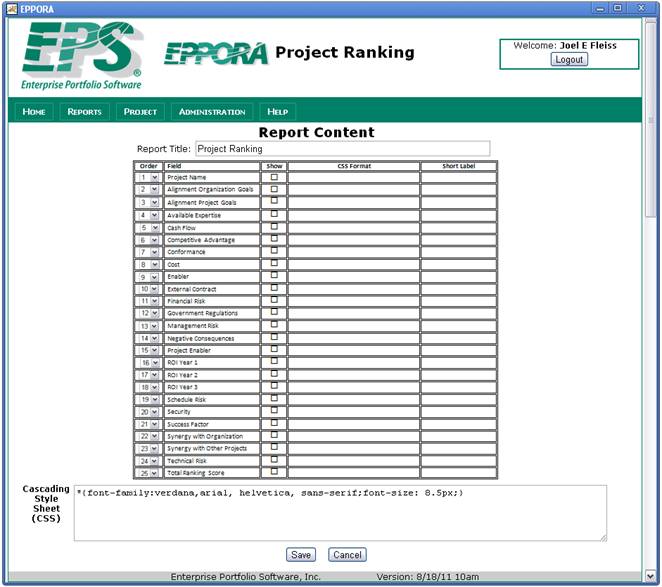 EPPORA
EPS®
Enterprise Portfolio Software
EPPORA Project Ranking
Welcome: Joel E Fleiss
Logout
Home Reports Project Administration Help
Report Content
Report Title: Project Ranking
Order Field Show CSS Format Short Label
1 Project Name
2 Alignment Organization Goals
3 Alignment Project Goals
4 Available Expertise
5 Cash Flow
6 Competitive Advantage
7 Conformance
8 Cost
9 Enabler
10 External Contract
11 Financial Risk
12 Government Regulations
13 Management Risk
14 Negative Consequences
15 Project Enabler
16 ROI Year 1
17 ROI Year 2
18 ROI Year 3
19 Schedule Risk
20 Security
21 Success Factor
22 Synergy with Organization
23 Synergy with Other Projects
24 Technical Risk
25 Total Ranking Score
Cascading
Style
Sheet
(CSS)
*{font-family:verdana,arial, helvetica, sans-serif;font-size: 8.5px;}
Save Cancel
Enterprise Portfolio Software, Inc. Version: 8/18/11 10am